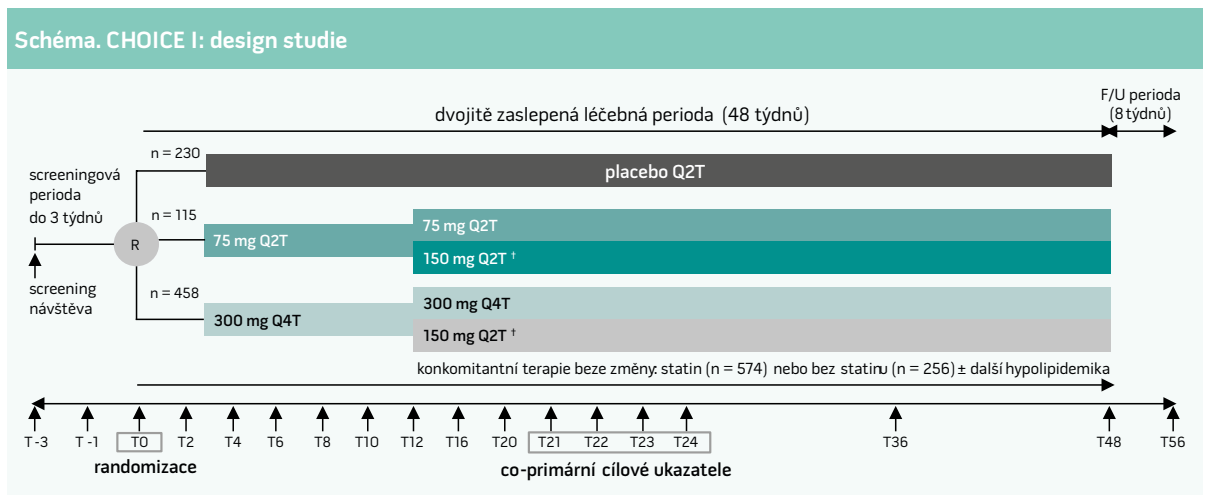 Schéma. CHOICE I: design studie
dvojitě zaslepená léčebná perioda (48 týdnů)
F/U perioda
(8 týdnů)
n = 230
placebo Q2T
screeningová
perioda
do 3 týdnů
n = 115
75 mg Q2T
75 mg Q2T
150 mg Q2T †
R
screening
návštěva
n = 458
300 mg Q4T
300 mg Q4T
150 mg Q2T †
konkomitantní terapie beze změny: statin (n = 574) nebo bez statinu (n = 256) ± další hypolipidemika
T -3 T -1 T0 T2 T4 T6 T8 T10 T12 T16 T20 T21 T22 T23 T24 T36 T48 T56
randomizace
co-primární cílové ukazatele